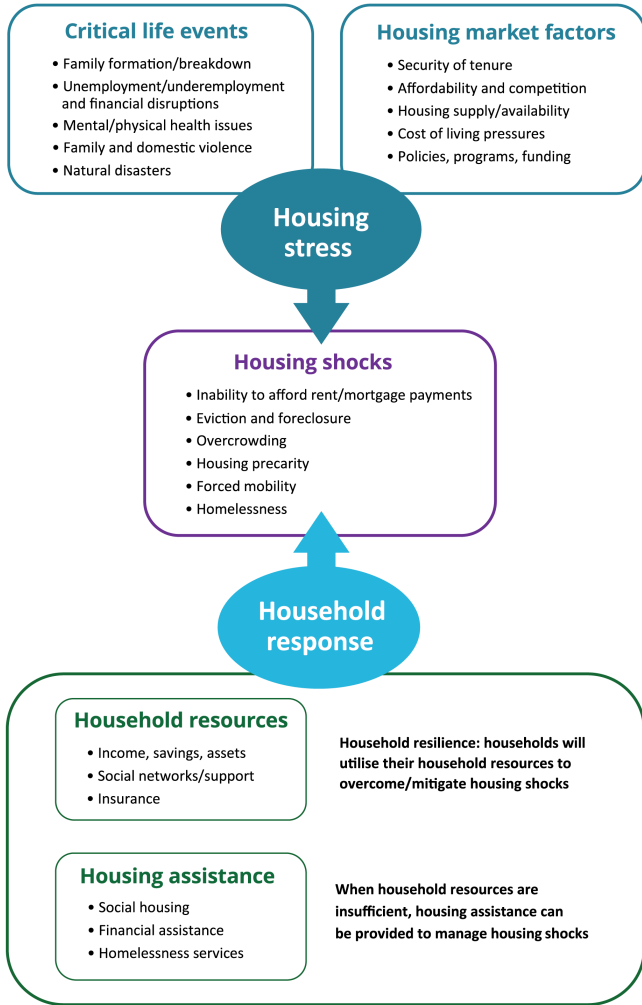 Critical life events
• Family formation/breakdown
• Unemployment/underemployment
and financial disruptions
• Mental/physical health issues
• Family and domestic violence
• Natural disasters
Housing market factors
• Security of tenure
• Affordability and competition
• Housing supply/availability
• Cost of living pressures
• Policies, programs, funding
Housing
stress
Housing shocks
• Inability to afford rent/mortgage payments
• Eviction and foreclosure
• Overcrowding
• Housing precarity
• Forced mobility
• Homelessness
Household
response
Household resources
• Income, savings, assets
• Social networks/support
• Insurance
Household resilience: households will
utilise their household resources to
overcome/mitigate housing shocks
Housing assistance
• Social housing
• Financial assistance
• Homelessness services
When household resources are
insufficient, housing assistance can
be provided to manage housing shocks